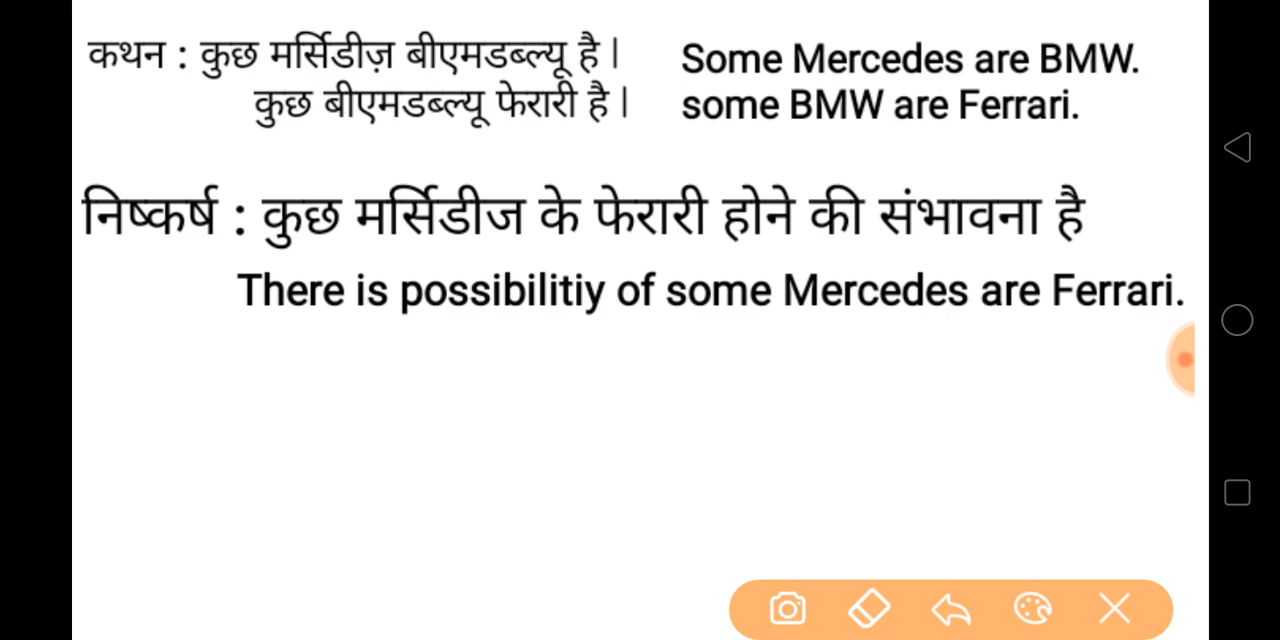 कथन : कुछ मर्सिडीज़ बीएमडब्ल्यू है | Some Mercedes are BMW.
कुछ बीएमडब्ल्यू फेरारी है | some BMW are Ferrari.
निष्कर्ष : कुछ मर्सिडीज के फेरारी होने की संभावना है
There is possibilitiy of some Mercedes are Ferrari.